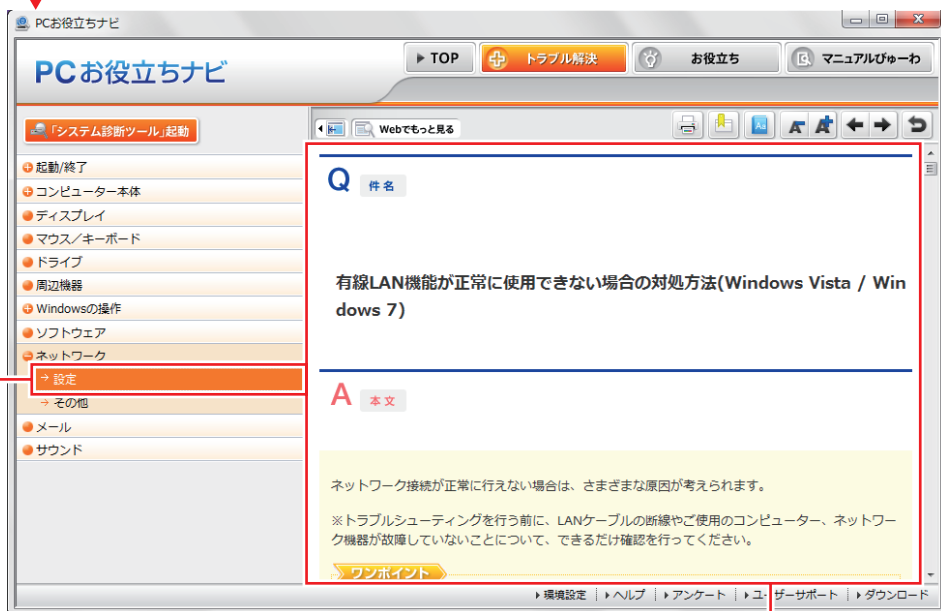 PCお役立ちナビ
PCお役立ちナビ
TOP
トラブル解決
お役立ち
マニュアルびゅーわ
「システム診断ツール」起動
Webでもっと見る
起動/終了
コンピューター本体
ディスプレイ
マウス／キーボード
ドライブ
周辺機器
Windowsの操作
ソフトウェア
ネットワーク
設定
その他
メール
サウンド
Q 件名
有線LAN機能が正常に使用できない場合の対処方法(Windows Vista / Win
dows 7)
A 本文
ネットワーク接続が正常に行えない場合は、さまざまな原因が考えられます。
※トラブルシューティングを行う前に、LANケーブルの断線やご使用のコンピューター、ネットワー
ク機器が故障していないことについて、できるだけ確認を行ってください。
ワンポイント
環境設定 ヘルプ アンケート ユーザーサポート ダウンロード